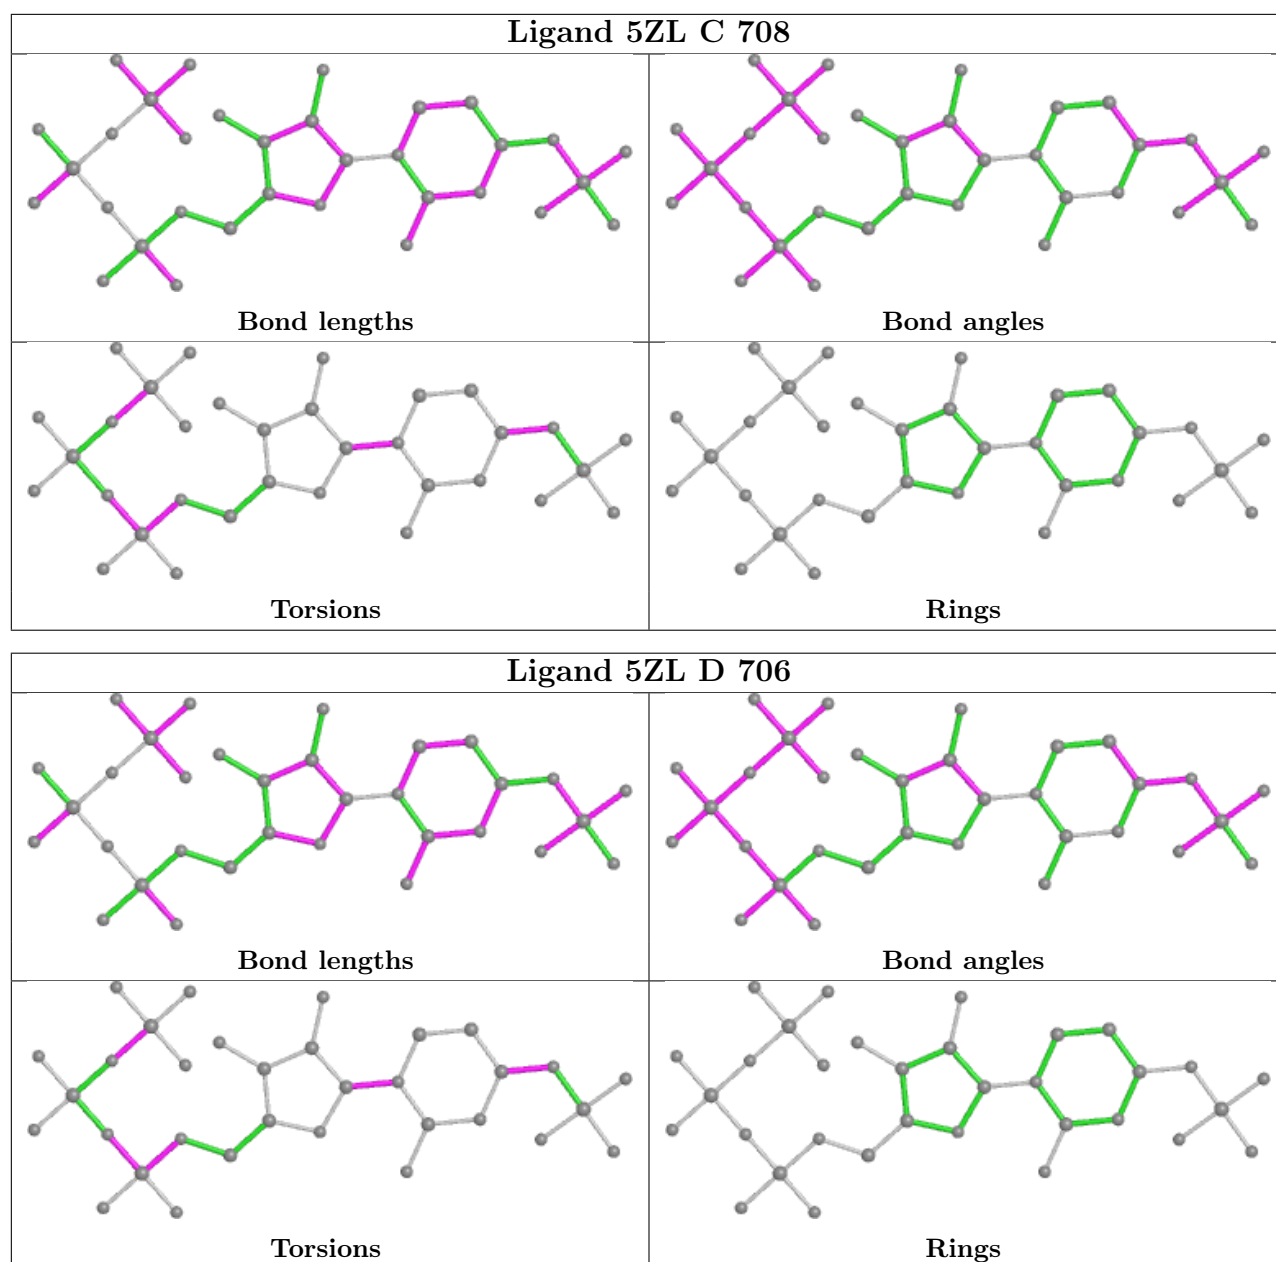 Ligand 5ZL C 708
Bond lengths
Bond angles
Torsions
Rings
Ligand 5ZL D 706
Bond lengths
Bond angles
Torsions
Rings